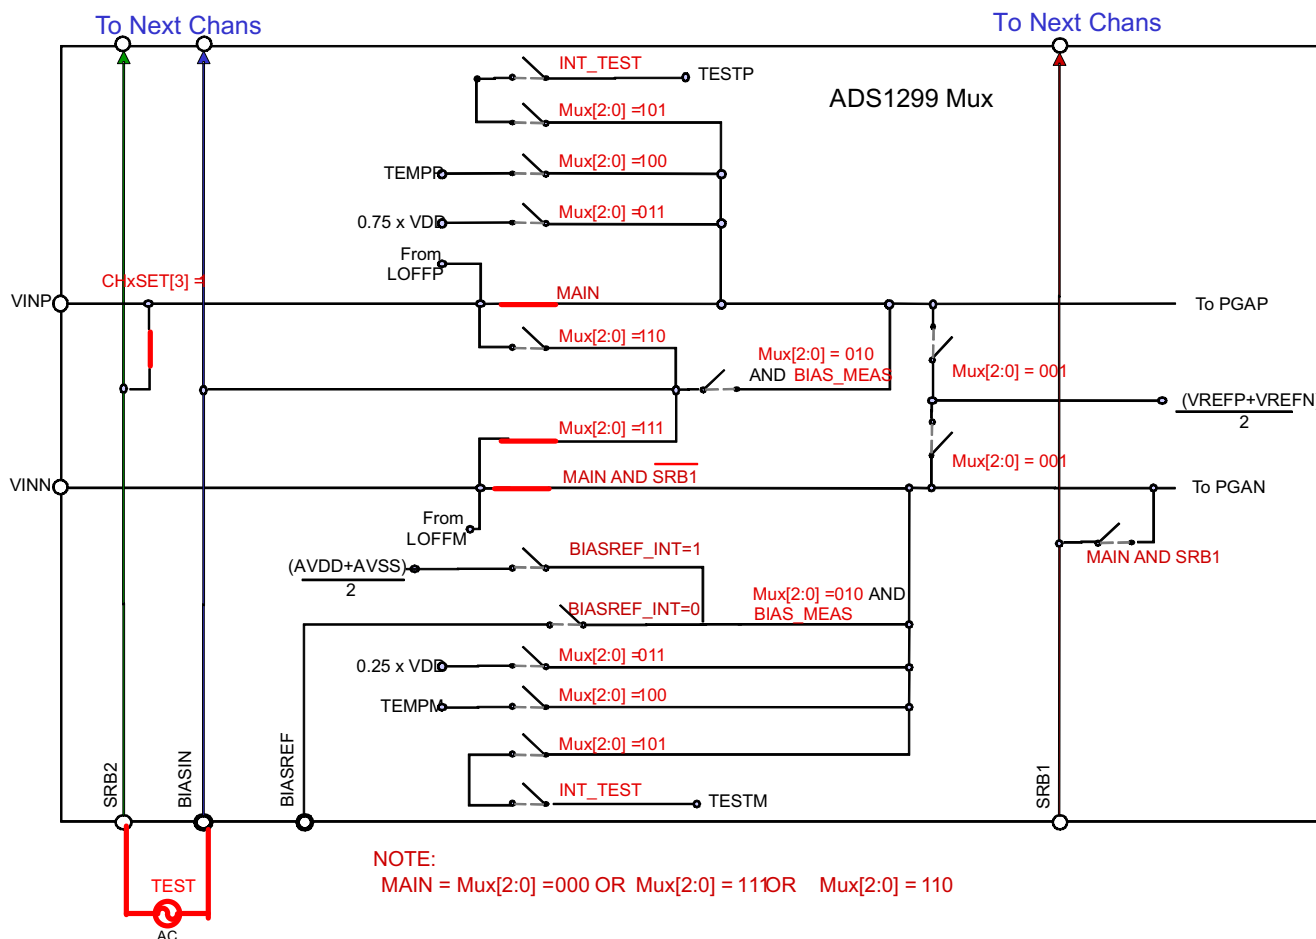 To Next Chans
To Next Chans
INT_TEST
TESTP
ADS1299 Mux
Mux[2:0] =101
Mux[2:0] =100
TEMPP
Mux[2:0] =011
0.75 x VDD
From
LOFFP
CHxSET[3] =1
MAIN
VINP
To PGAP
Mux[2:0] =110
Mux[2:0] = 010
AND BIAS_MEAS
Mux[2:0] = 001
(VREFP+VREFN
2
Mux[2:0] =111
Mux[2:0] = 001
MAIN AND SRB1
VINN
To PGAN
From
LOFFM
BIASREF_INT=1
MAIN AND SRB1
(AVDD+AVSS)
2
Mux[2:0] =010 AND
BIAS_MEAS
BIASREF_INT=0
Mux[2:0] =011
0.25 x VDD
Mux[2:0] =100
TEMPM
Mux[2:0] =101
INT_TEST
TESTM
SRB2
BIASIN
BIASREF
SRB1
TEST
AC
NOTE:
MAIN = Mux[2:0] =000 OR Mux[2:0] = 111OR Mux[2:0] = 110